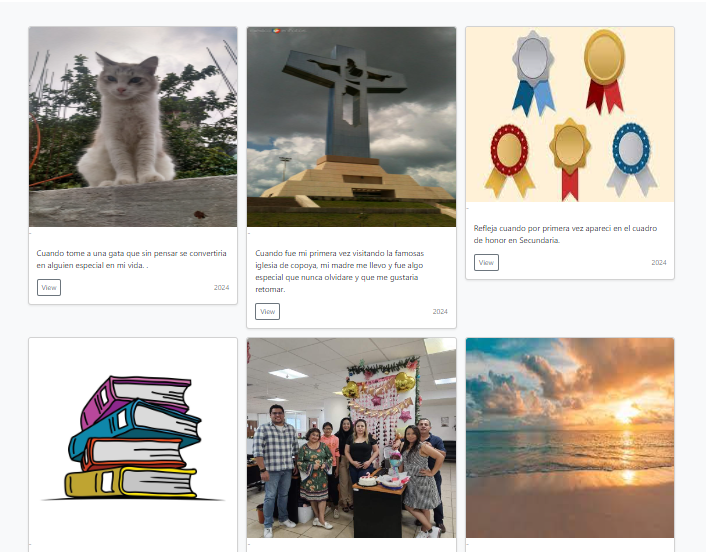 Cuando tome a una gata que sin pensar se convertiria
en alguien especial en mi vida. .
View
2024
Cuando fue mi primera vez visitando la famosas
iglesia de copoya, mi madre me llevo y fue algo
especial que nunca olvidare y que me gustaria
retomar.
View
2024
Refleja cuando por primera vez apareci en el cuadro
de honor en Secundaria.
View
2024